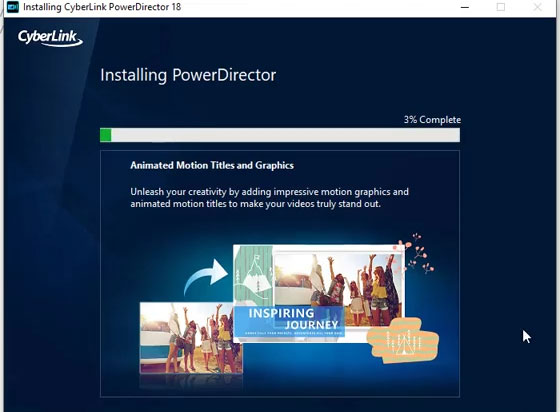 Installing CyberLink PowerDirector 18
CyberLink
Installing PowerDirector
3% Complete
Animated Motion Titles and Graphics
Unleash your creativity by adding impressive motion graphics and
animated motion titles to make your videos truly stand out.
INSPIRING
JOURNEY